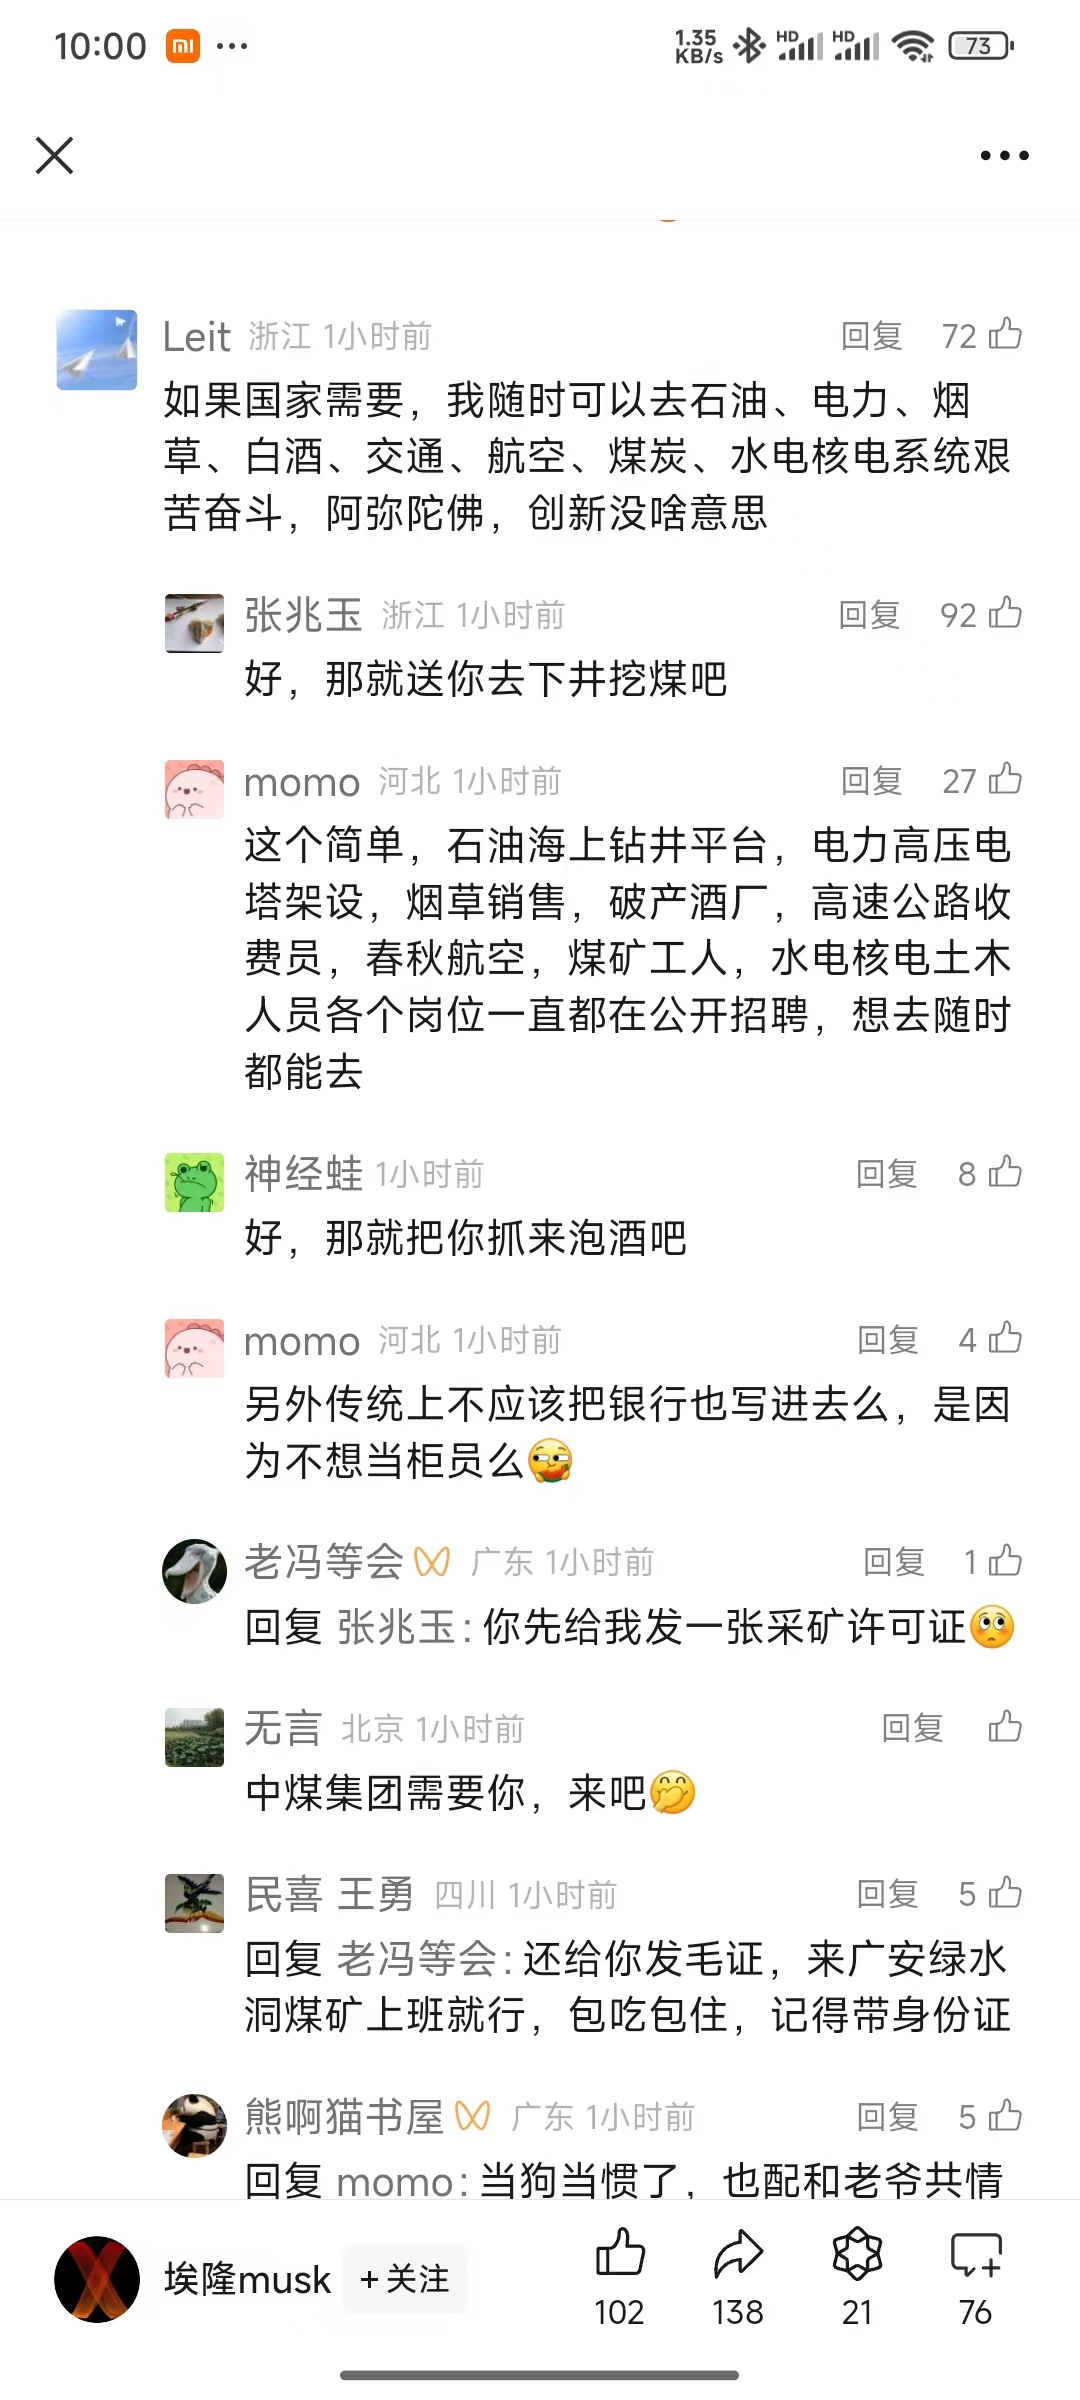 10:00
1.35
KB/s
HD
HD
73
Leit 浙江 1小时前
回复 72
如果国家需要，我随时可以去石油、电力、烟
草、白酒、交通、航空、煤炭、水电核电系统艰
苦奋斗，阿弥陀佛，创新没啥意思
张兆玉 浙江 1小时前
回复 92
好，那就送你去下井挖煤吧
momo 河北 1小时前
回复 27
这个简单，石油海上钻井平台，电力高压电
塔架设，烟草销售，破产酒厂，高速公路收
费员，春秋航空，煤矿工人，水电核电土木
人员各个岗位一直都在公开招聘，想去随时
都能去
神经蛙 1小时前
回复 8
好，那就把你抓来泡酒吧
momo 河北 1小时前
回复 4
另外传统上不应该把银行也写进去么，是因
为不想当柜员么
老冯等会 广东 1小时前
回复 1
回复 张兆玉：你先给我发一张采矿许可证🥺
无言 北京 1小时前
回复
中煤集团需要你，来吧🤭
民喜 王勇 四川 1小时前
回复 5
回复 老冯等会：还给你发毛证，来广安绿水
洞煤矿上班就行，包吃包住，记得带身份证
熊啊猫书屋 广东 1小时前
回复 5
回复 momo：当狗当惯了，也配和老爷共情
埃隆musk
+关注
102
138
21
76